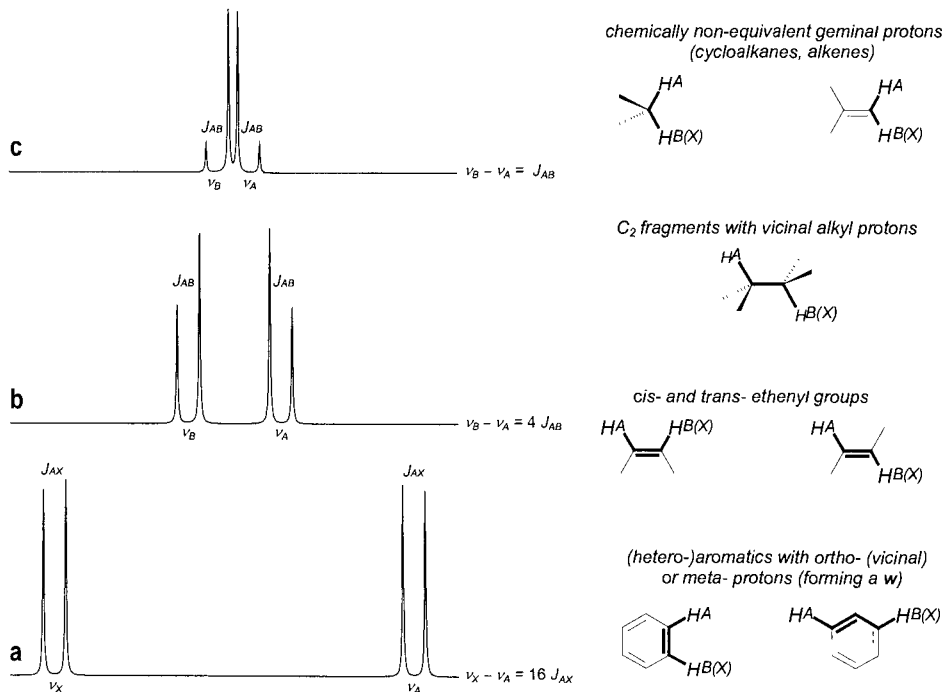 c
J_AB J_AB
ν_B ν_A
ν_B – ν_A = J_AB
b
J_AB J_AB
ν_B ν_A
ν_B – ν_A = 4 J_AB
a
J_AX J_AX
ν_X ν_A
ν_X – ν_A = 16 J_AX
chemically non-equivalent geminal protons
(cycloalkanes, alkenes)
H^A H^A
H^B(X) H^B(X)
C₂ fragments with vicinal alkyl protons
H^A
H^B(X)
cis- and trans- ethenyl groups
H^A H^B(X) H^A
H^B(X)
(hetero-)aromatics with ortho- (vicinal)
or meta- protons (forming a w)
H^A H^A H^B(X)
H^B(X)